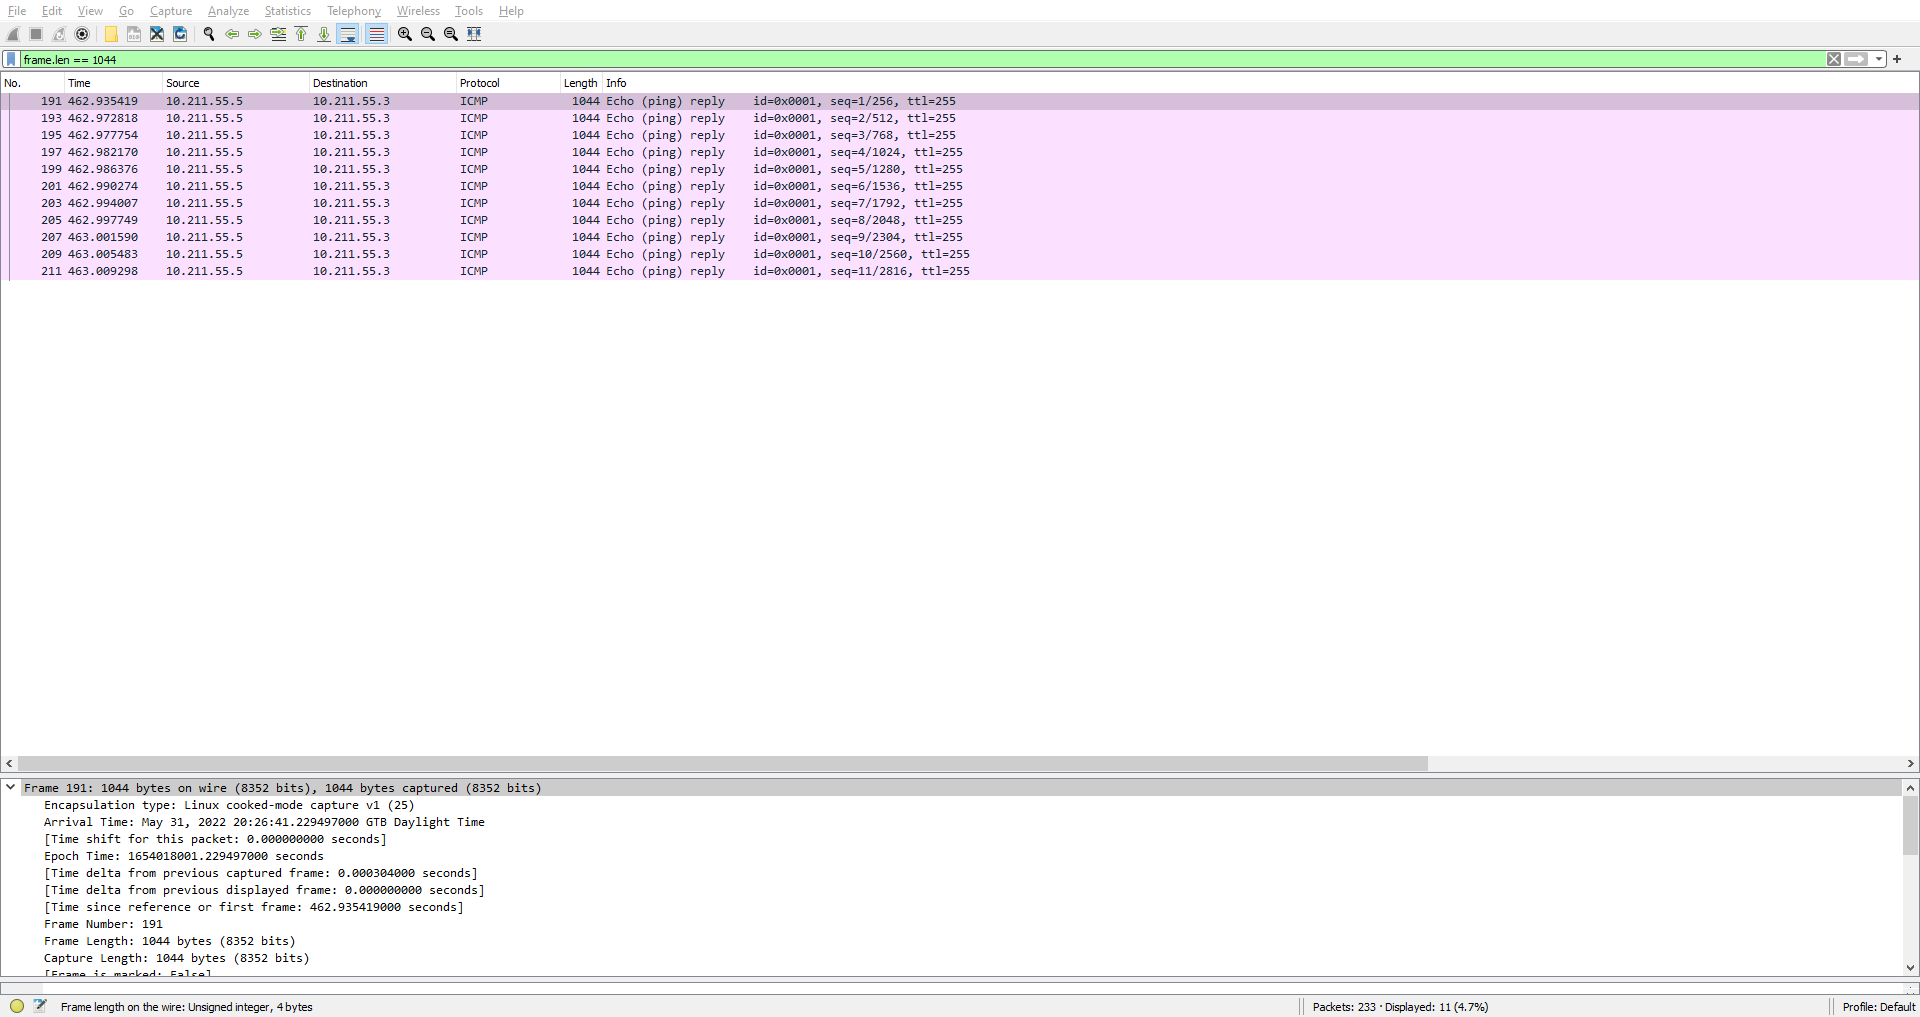 File Edit View Go Capture Analyze Statistics Telephony Wireless Tools Help
frame.len == 1044
No. Time Source Destination Protocol Length Info
191 462.935419 10.211.55.5 10.211.55.3 ICMP 1044 Echo (ping) reply id=0x0001, seq=1/256, ttl=255
193 462.972818 10.211.55.5 10.211.55.3 ICMP 1044 Echo (ping) reply id=0x0001, seq=2/512, ttl=255
195 462.977754 10.211.55.5 10.211.55.3 ICMP 1044 Echo (ping) reply id=0x0001, seq=3/768, ttl=255
197 462.982170 10.211.55.5 10.211.55.3 ICMP 1044 Echo (ping) reply id=0x0001, seq=4/1024, ttl=255
199 462.986376 10.211.55.5 10.211.55.3 ICMP 1044 Echo (ping) reply id=0x0001, seq=5/1280, ttl=255
201 462.990274 10.211.55.5 10.211.55.3 ICMP 1044 Echo (ping) reply id=0x0001, seq=6/1536, ttl=255
203 462.994007 10.211.55.5 10.211.55.3 ICMP 1044 Echo (ping) reply id=0x0001, seq=7/1792, ttl=255
205 462.997749 10.211.55.5 10.211.55.3 ICMP 1044 Echo (ping) reply id=0x0001, seq=8/2048, ttl=255
207 463.001590 10.211.55.5 10.211.55.3 ICMP 1044 Echo (ping) reply id=0x0001, seq=9/2304, ttl=255
209 463.005483 10.211.55.5 10.211.55.3 ICMP 1044 Echo (ping) reply id=0x0001, seq=10/2560, ttl=255
211 463.009298 10.211.55.5 10.211.55.3 ICMP 1044 Echo (ping) reply id=0x0001, seq=11/2816, ttl=255
Frame 191: 1044 bytes on wire (8352 bits), 1044 bytes captured (8352 bits)
Encapsulation type: Linux cooked-mode capture v1 (25)
Arrival Time: May 31, 2022 20:26:41.229497000 GTB Daylight Time
[Time shift for this packet: 0.000000000 seconds]
Epoch Time: 1654018001.229497000 seconds
[Time delta from previous captured frame: 0.000304000 seconds]
[Time delta from previous displayed frame: 0.000000000 seconds]
[Time since reference or first frame: 462.935419000 seconds]
Frame Number: 191
Frame Length: 1044 bytes (8352 bits)
Capture Length: 1044 bytes (8352 bits)
[Frame is marked: False]
Frame length on the wire: Unsigned integer, 4 bytes
Packets: 233 · Displayed: 11 (4.7%)
Profile: Default